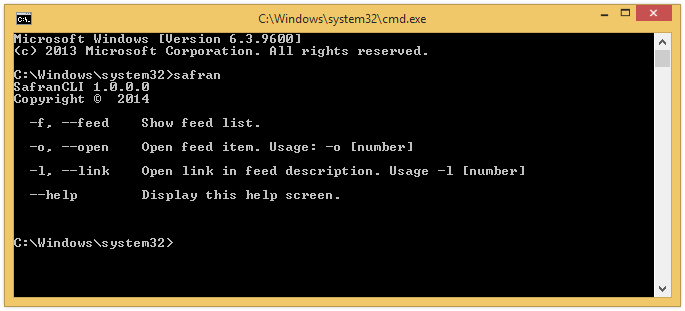 C:\Windows\system32\cmd.exe
Microsoft Windows [Version 6.3.9600]
(c) 2013 Microsoft Corporation. All rights reserved.
C:\Windows\system32>safran
SafranCLI 1.0.0.0
Copyright © 2014
-f, --feed Show feed list.
-o, --open Open feed item. Usage: -o [number]
-l, --link Open link in feed description. Usage -l [number]
--help Display this help screen.
C:\Windows\system32>